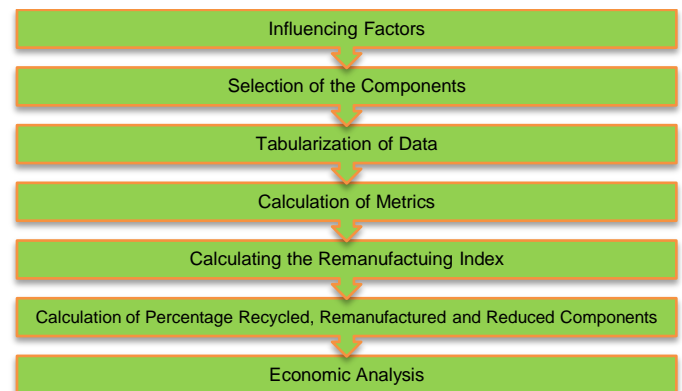 Influencing Factors
Selection of the Components
Tabularization of Data
Calculation of Metrics
Calculating the Remanufactuing Index
Calculation of Percentage Recycled, Remanufactured and Reduced Components
Economic Analysis